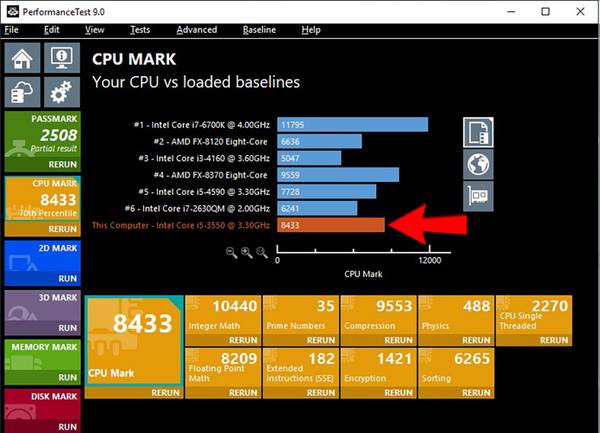 PerformanceTest 9.0
File Edit View Tests Advanced Baseline Help
CPU MARK
Your CPU vs loaded baselines
PASSMARK
2508
Partial result
RERUN
CPU MARK
8433
70th Percentile
RERUN
2D MARK
RUN
3D MARK
RUN
MEMORY MARK
RUN
DISK MARK
RUN
#1 - Intel Core i7-6700K @ 4.00GHz 11795
#2 - AMD FX-8120 Eight-Core 6636
#3 - Intel Core i3-4160 @ 3.60GHz 5047
#4 - AMD FX-8370 Eight-Core 9559
#5 - Intel Core i5-4590 @ 3.30GHz 7728
#6 - Intel Core i7-2630QM @ 2.00GHz 6241
This Computer - Intel Core i5-3550 @ 3.30GHz 8433
0 12000
CPU Mark
8433
CPU Mark
RERUN
10440
Integer Math
RERUN
35
Prime Numbers
RERUN
9553
Compression
RERUN
488
Physics
RERUN
2270
CPU Single
Threaded
RERUN
8209
Floating Point
Math
RERUN
182
Extended
Instructions (SSE)
RERUN
1421
Encryption
RERUN
6265
Sorting
RERUN